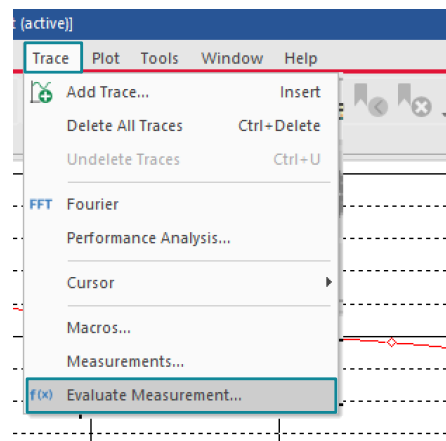 (active)]
Trace Plot Tools Window Help
Add Trace... Insert
Delete All Traces Ctrl+Delete
Undelete Traces Ctrl+U
FFT Fourier
Performance Analysis...
Cursor
Macros...
Measurements...
f(x) Evaluate Measurement...